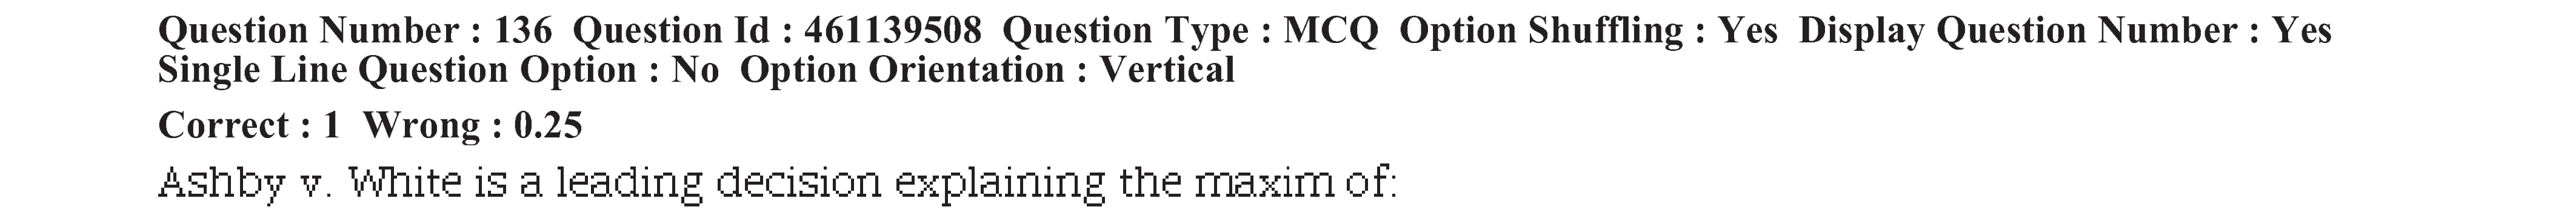 Question Number : 136 Question Id : 461139508 Question Type : MCQ Option Shuffling : Yes Display Question Number : Yes
Single Line Question Option : No Option Orientation : Vertical
Correct : 1 Wrong : 0.25
Ashby v. White is a leading decision explaining the maxim of: